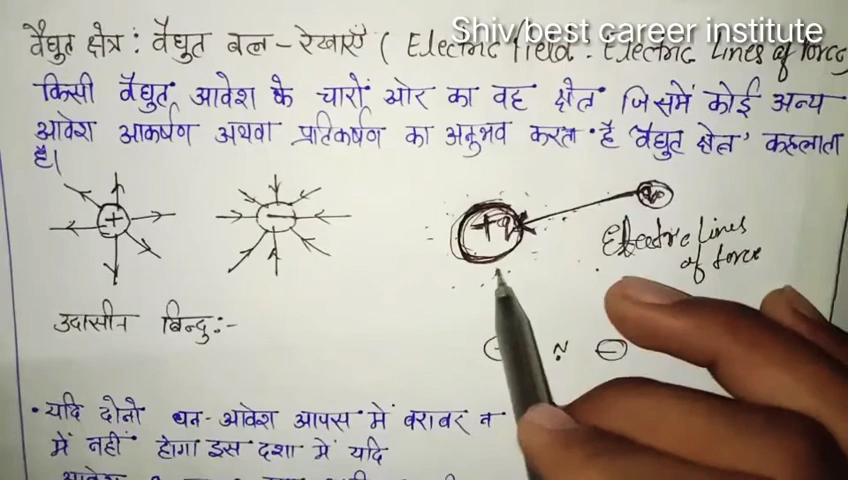 Shiv best career institute
वैद्युत क्षेत्र : वैद्युत बल - रेखाएँ ( Electric field . Electric lines of force)
किसी वैद्युत आवेश के चारों ओर का वह क्षेत्र जिसमें कोई अन्य
आवेश आकर्षण अथवा प्रतिकर्षण का अनुभव करता है 'वैद्युत क्षेत्र' कहलाता
है।
+
−
+q
Electric lines
of force
उदासीन बिन्दु :-
−
• यदि दोनो धन - आवेश आपस में बराबर न
में नहीं होगा इस दशा में यदि